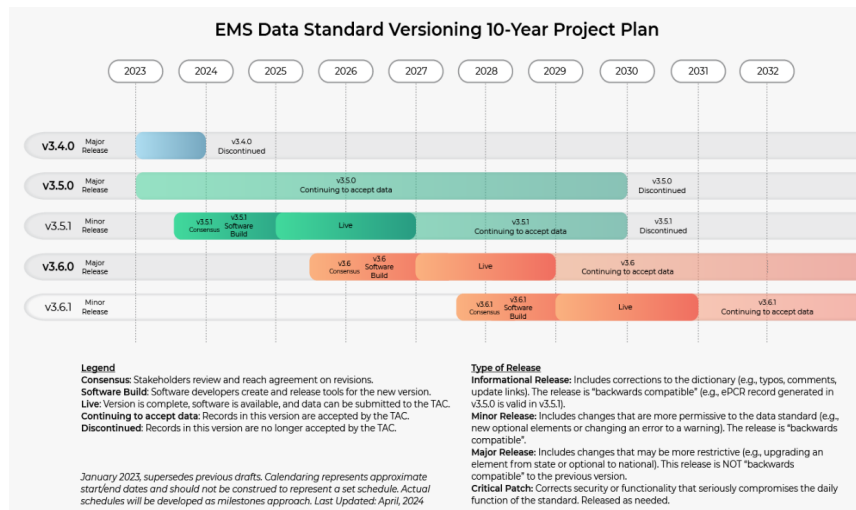 EMS Data Standard Versioning 10-Year Project Plan
2023 2024 2025 2026 2027 2028 2029 2030 2031 2032
v3.4.0 Major
Release
v3.4.0
Discontinued
v3.5.0 Major
Release
v3.5.0
Continuing to accept data
v3.5.0
Discontinued
v3.5.1 Minor
Release
v3.5.1
Consensus
v3.5.1
Software
Build
Live
v3.5.1
Continuing to accept data
v3.5.1
Discontinued
v3.6.0 Major
Release
v3.6
Consensus
v3.6
Software
Build
Live
v3.6
Continuing to accept data
v3.6.1 Minor
Release
v3.6.1
Consensus
v3.6.1
Software
Build
Live
v3.6.1
Continuing to accept data
Legend
Consensus: Stakeholders review and reach agreement on revisions.
Software Build: Software developers create and release tools for the new version.
Live: Version is complete, software is available, and data can be submitted to the TAC.
Continuing to accept data: Records in this version are accepted by the TAC.
Discontinued: Records in this version are no longer accepted by the TAC.
January 2023, supersedes previous drafts. Calendaring represents approximate
start/end dates and should not be construed to represent a set schedule. Actual
schedules will be developed as milestones approach. Last Updated: April, 2024
Type of Release
Informational Release: Includes corrections to the dictionary (e.g., typos, comments,
update links). The release is "backwards compatible" (e.g., ePCR record generated in
v3.5.0 is valid in v3.5.1).
Minor Release: Includes changes that are more permissive to the data standard (e.g.,
new optional elements or changing an error to a warning). The release is "backwards
compatible".
Major Release: Includes changes that may be more restrictive (e.g., upgrading an
element from state or optional to national). This release is NOT "backwards
compatible" to the previous version.
Critical Patch: Corrects security or functionality that seriously compromises the daily
function of the standard. Released as needed.